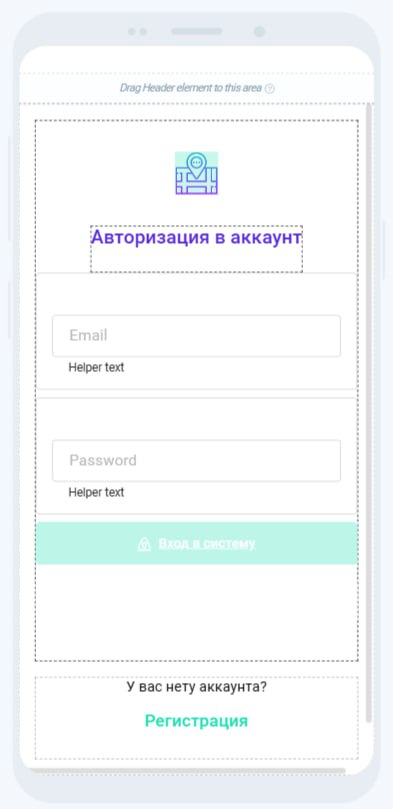 Drag Header element to this area
Авторизация в аккаунт
Email
Helper text
Password
Helper text
Вход в систему
У вас нету аккаунта?
Регистрация